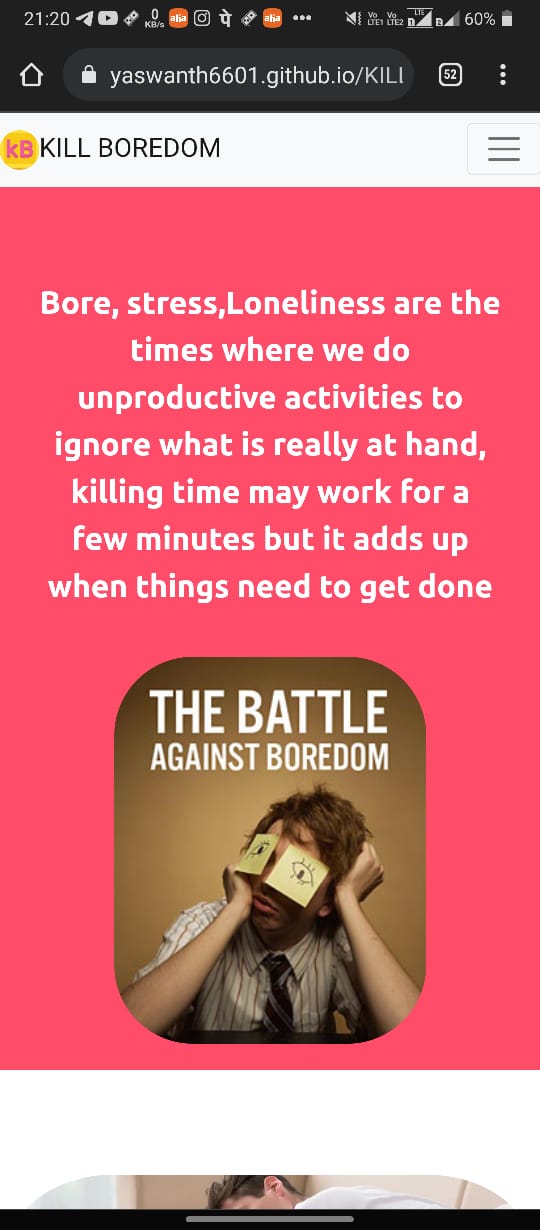 21:20 0 KB/s aha पे aha ••• Vo LTE1 Vo LTE2 LTE D R 60%
yaswanth6601.github.io/KILL 52
kB KILL BOREDOM
Bore, stress,Loneliness are the
times where we do
unproductive activities to
ignore what is really at hand,
killing time may work for a
few minutes but it adds up
when things need to get done
THE BATTLE
AGAINST BOREDOM